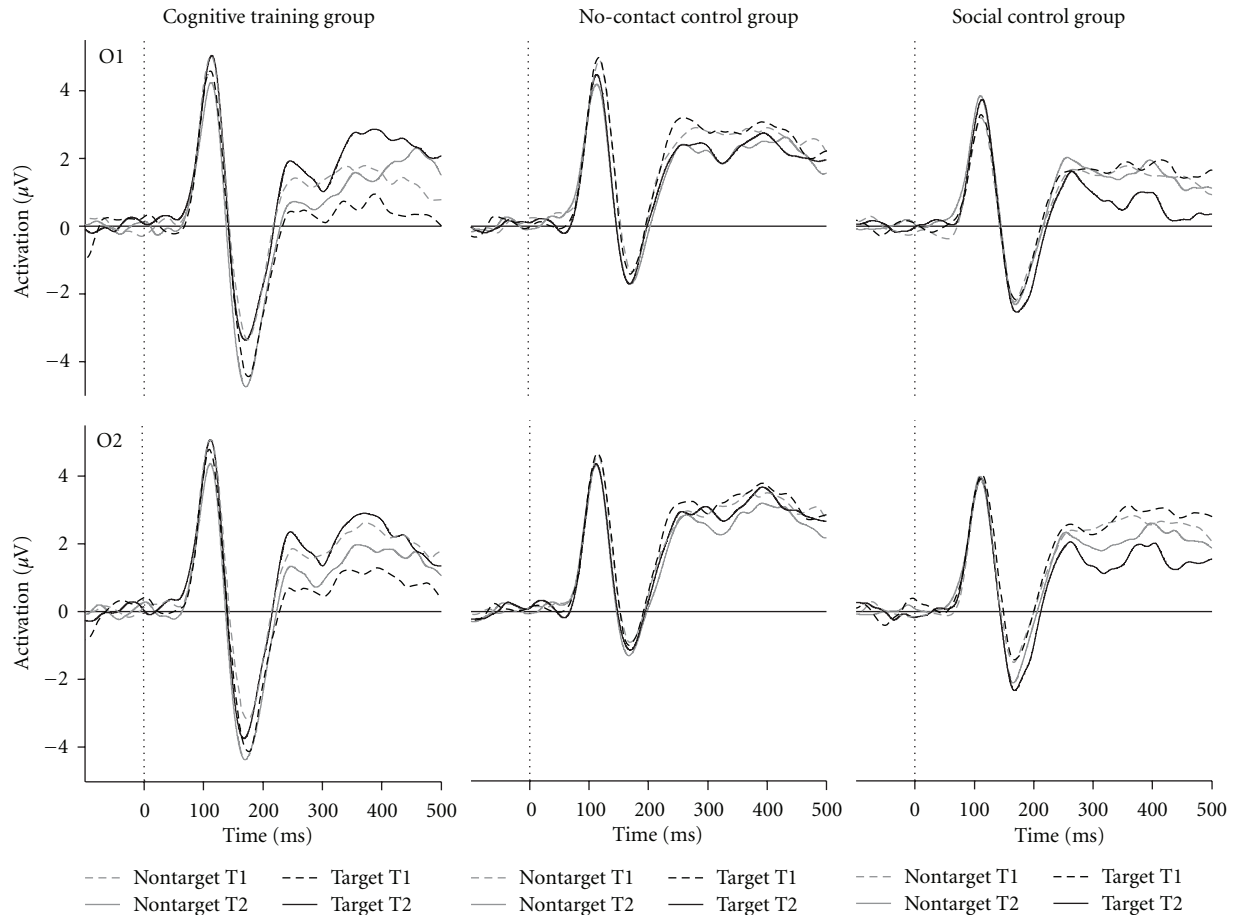 Cognitive training group No-contact control group Social control group
O1
Activation (μV)
4
2
0
−2
−4
O2
Activation (μV)
4
2
0
−2
−4
0 100 200 300 400 500 0 100 200 300 400 500 0 100 200 300 400 500
Time (ms) Time (ms) Time (ms)
Nontarget T1 Target T1 Nontarget T1 Target T1 Nontarget T1 Target T1
Nontarget T2 Target T2 Nontarget T2 Target T2 Nontarget T2 Target T2